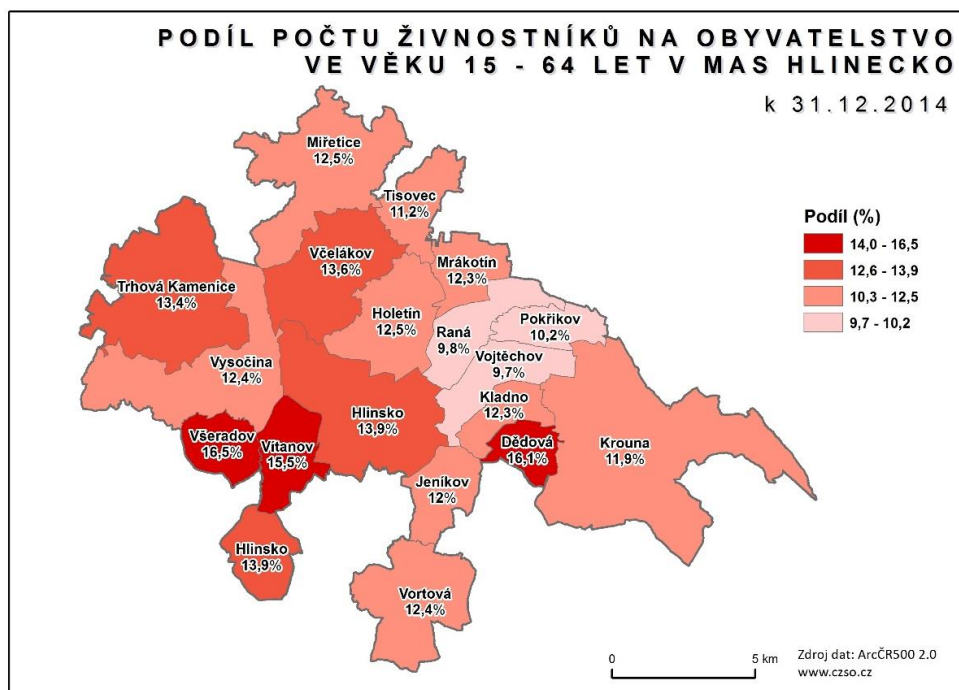 PODÍL POČTU ŽIVNOSTNÍKŮ NA OBYVATELSTVO
VE VĚKU 15 - 64 LET V MAS HLINECKO
k 31.12.2014
Miřetice
12,5%
Tisovec
11,2%
Včelákov
13,6%
Mrákotín
12,3%
Trhová Kamenice
13,4%
Holetín
12,5%
Raná
9,8%
Pokřikov
10,2%
Vojtěchov
9,7%
Vysočina
12,4%
Kladno
12,3%
Hlinsko
13,9%
Všeradov
16,5%
Vítanov
15,5%
Dědová
16,1%
Krouna
11,9%
Jeníkov
12%
Hlinsko
13,9%
Vortová
12,4%
Podíl (%)
14,0 - 16,5
12,6 - 13,9
10,3 - 12,5
9,7 - 10,2
0 5 km
Zdroj dat: ArcČR500 2.0
www.czso.cz